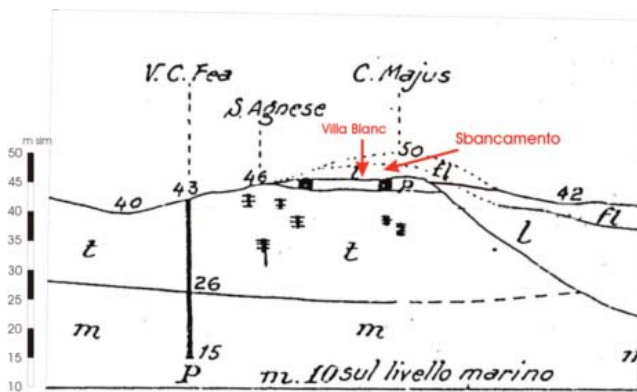 V. C. Fea
C. Majus
S. Agnese
Villa Blanc
Sbancamento
m slm
50
45
40
35
30
25
20
15
10
40
43
46
50
42
l
fl
p
fl
t
t
l
26
m
m
m
15
P
m. 10 sul livello marino